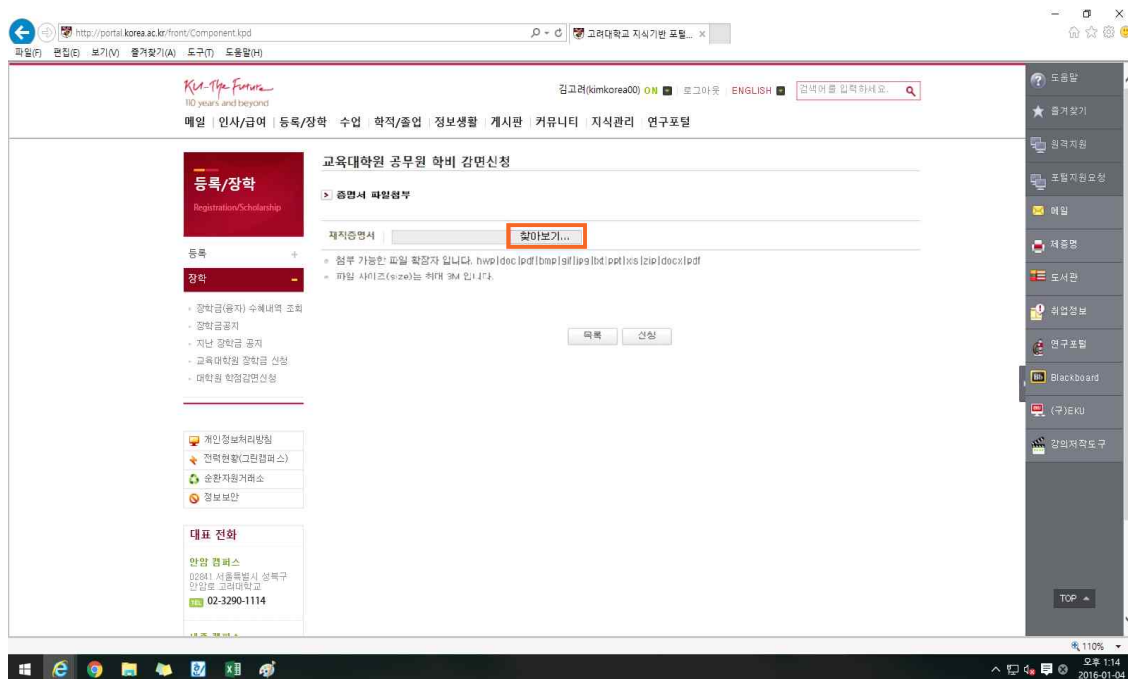 http://portal.korea.ac.kr/front/Component.kpd
고려대학교 지식기반 포털...
파일(F) 편집(E) 보기(V) 즐겨찾기(A) 도구(T) 도움말(H)
KU-The Future
110 years and beyond
김고려(kimkorea00) ON 로그아웃 ENGLISH 검색어를 입력하세요.
메일 인사/급여 등록/장학 수업 학적/졸업 정보생활 게시판 커뮤니티 지식관리 연구포털
등록/장학
Registration/Scholarship
등록 +
장학 -
장학금(융자) 수혜내역 조회
장학금공지
지난 장학금 공지
교육대학원 장학금 신청
대학원 학점감면신청
개인정보처리방침
전력현황(그린캠퍼스)
순환자원거래소
정보보안
대표 전화
안암 캠퍼스
02841 서울특별시 성북구
안암로 고려대학교
TEL 02-3290-1114
교육대학원 공무원 학비 감면신청
증명서 파일첨부
재직증명서 찾아보기...
첨부 가능한 파일 확장자 입니다. hwp|doc|pdf|bmp|gif|jpg|txt|ppt|xls|zip|docx|pdf
파일 사이즈(size)는 최대 3M 입니다.
목록 신청
도움말
즐겨찾기
원격지원
포털지원요청
메일
제증명
도서관
취업정보
연구포털
Blackboard
(구)EKU
강의저작도구
TOP
110%
오후 1:14
2016-01-04